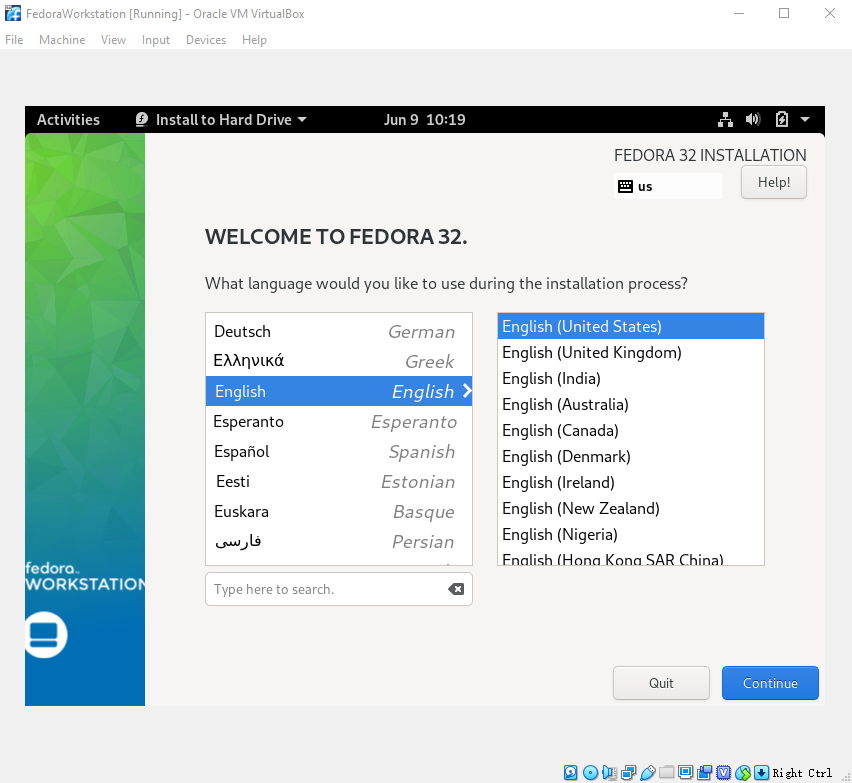 FedoraWorkstation [Running] - Oracle VM VirtualBox
File Machine View Input Devices Help
Activities Install to Hard Drive Jun 9 10:19
FEDORA 32 INSTALLATION
us Help!
WELCOME TO FEDORA 32.
What language would you like to use during the installation process?
Deutsch German
Ελληνικά Greek
English English
Esperanto Esperanto
Español Spanish
Eesti Estonian
Euskara Basque
فارسی Persian
English (United States)
English (United Kingdom)
English (India)
English (Australia)
English (Canada)
English (Denmark)
English (Ireland)
English (New Zealand)
English (Nigeria)
English (Hong Kong SAR China)
Type here to search.
fedora
WORKSTATION
Quit Continue
Right Ctrl